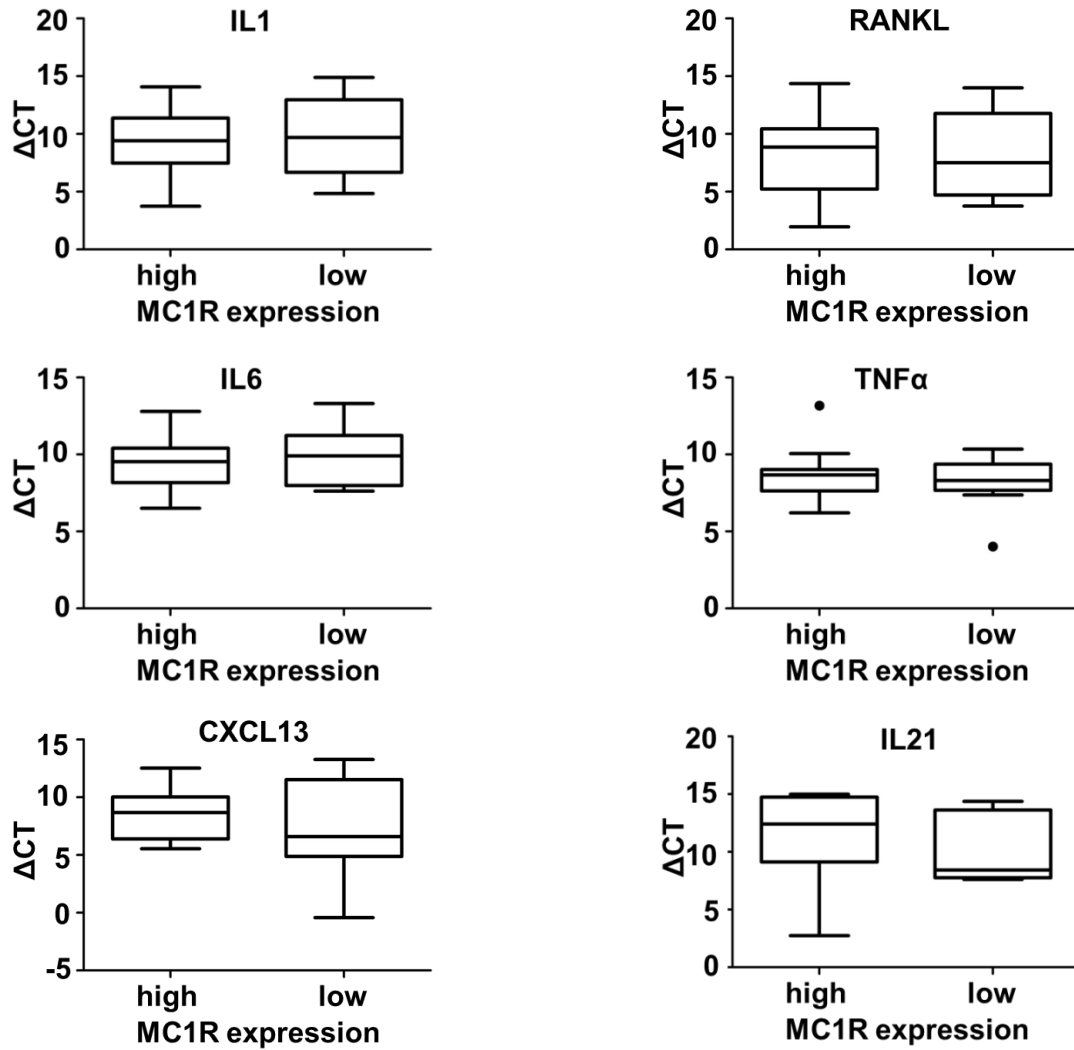 IL1
20
15
10
5
0
ΔCT
high low
MC1R expression
RANKL
20
15
10
5
0
ΔCT
high low
MC1R expression
IL6
15
10
5
0
ΔCT
high low
MC1R expression
TNFα
15
10
5
0
ΔCT
high low
MC1R expression
CXCL13
15
10
5
0
-5
ΔCT
high low
MC1R expression
IL21
20
15
10
5
0
ΔCT
high low
MC1R expression